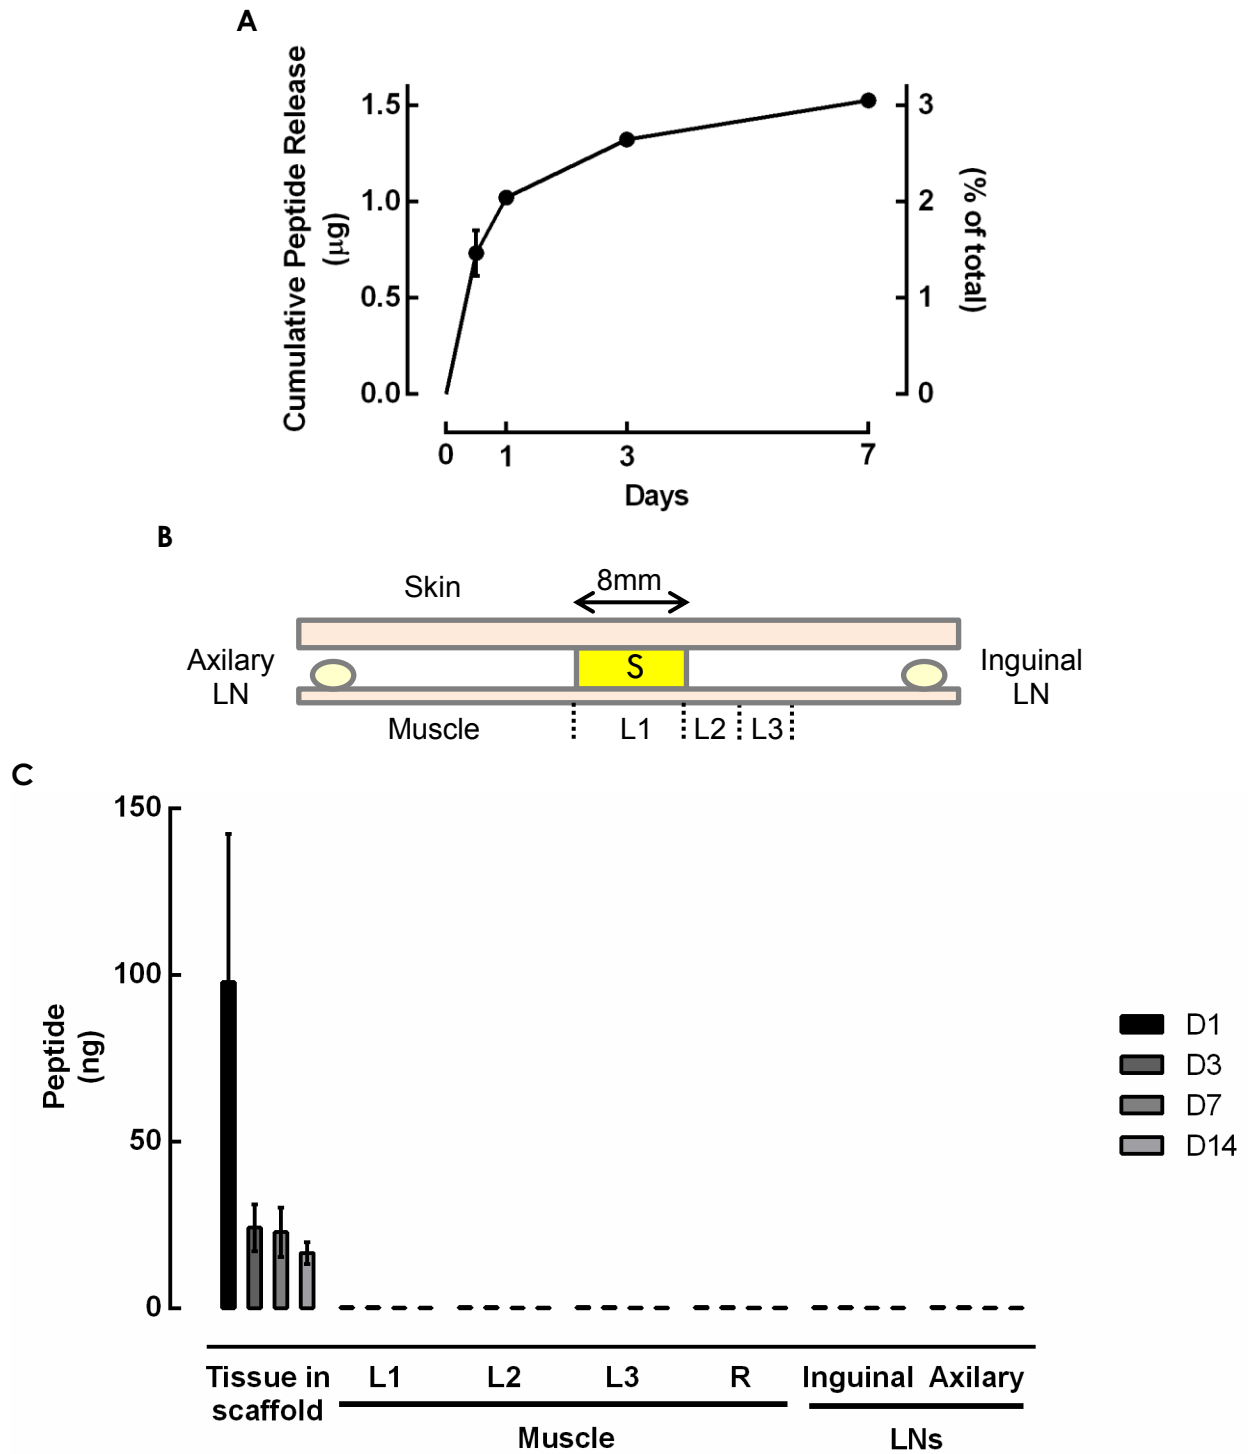 A
Cumulative Peptide Release
(μg)
1.5
1.0
0.5
0.0
3
2
1
0
(% of total)
0
1
3
7
Days
B
Skin
8mm
Axilary
LN
S
Inguinal
LN
Muscle
L1
L2
L3
C
Peptide
(ng)
150
100
50
0
D1
D3
D7
D14
Tissue in
scaffold
L1
L2
L3
R
Inguinal
Axilary
Muscle
LNs